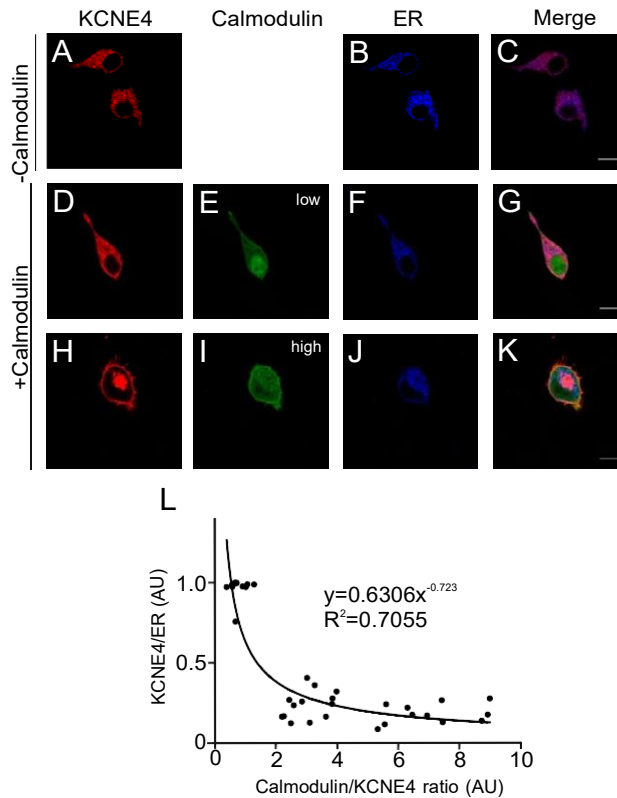 KCNE4 Calmodulin ER Merge
-Calmodulin
A B C
+Calmodulin
D E low F G
H I high J K
L
KCNE4/ER (AU)
1.0
0.5
0
y=0.6306x^-0.723
R²=0.7055
0 2 4 6 8 10
Calmodulin/KCNE4 ratio (AU)